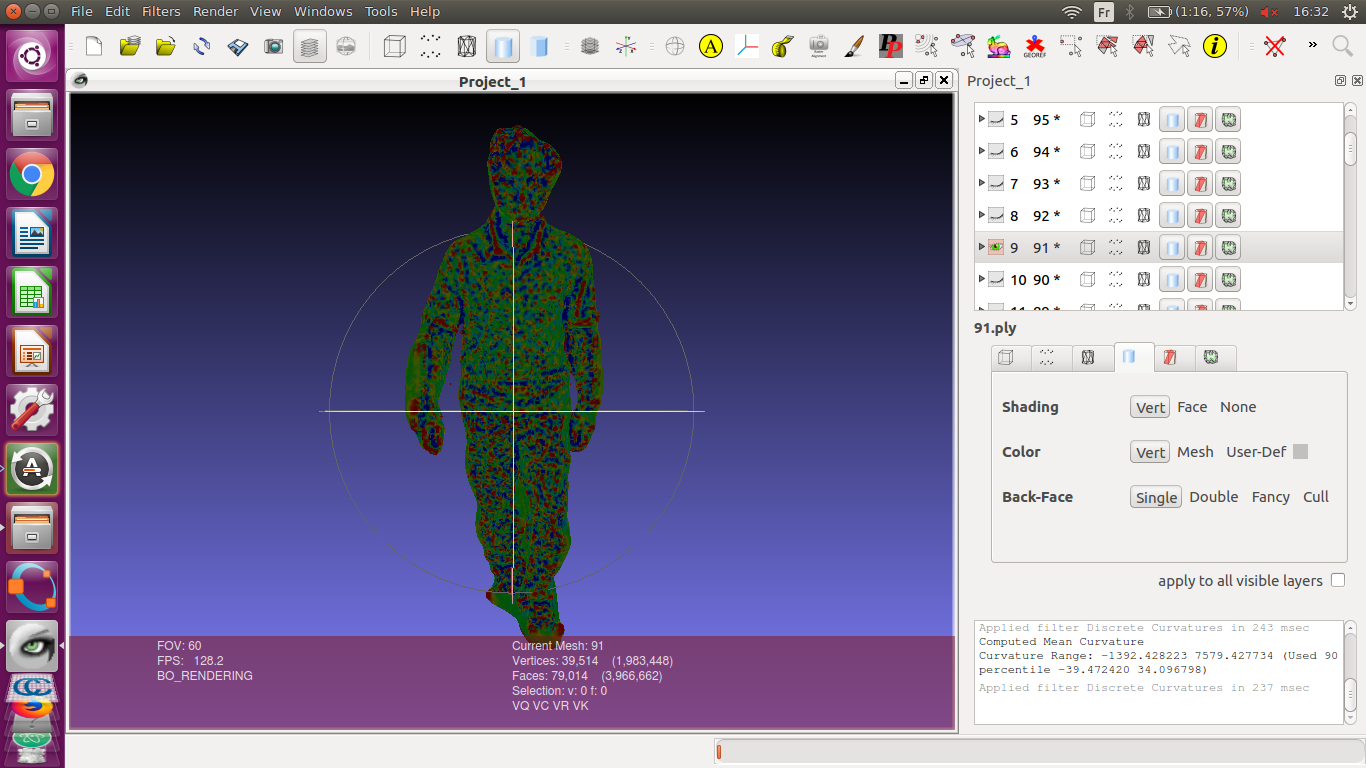 File Edit Filters Render View Windows Tools Help
Fr (1:16, 57%) 16:32
A PP GEOREF i »
Project_1
Project_1
5 95 *
6 94 *
7 93 *
8 92 *
9 91 *
10 90 *
91.ply
Shading Vert Face None
Color Vert Mesh User-Def
Back-Face Single Double Fancy Cull
apply to all visible layers
FOV: 60
FPS: 128.2
BO_RENDERING
Current Mesh: 91
Vertices: 39,514 (1,983,448)
Faces: 79,014 (3,966,662)
Selection: v: 0 f: 0
VQ VC VR VK
Applied filter Discrete Curvatures in 243 msec
Computed Mean Curvature
Curvature Range: -1392.428223 7579.427734 (Used 90
percentile -39.472420 34.096798)
Applied filter Discrete Curvatures in 237 msec